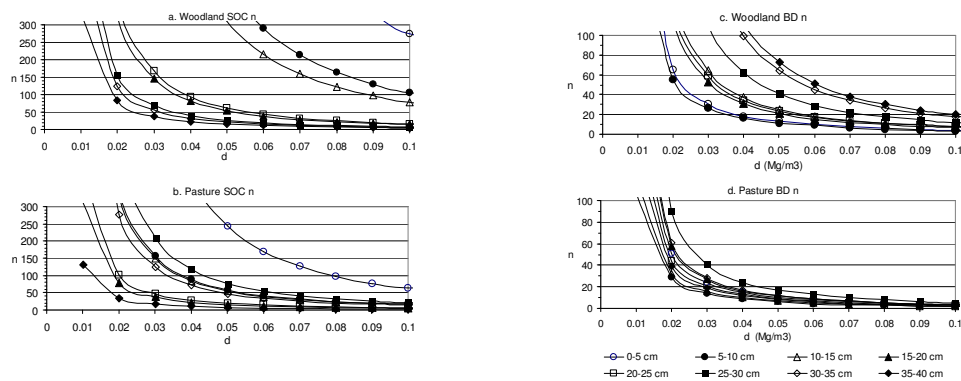 a. Woodland SOC n
300
250
200
n
150
100
50
0
0 0.01 0.02 0.03 0.04 0.05 0.06 0.07 0.08 0.09 0.1
d
b. Pasture SOC n
300
250
200
n
150
100
50
0
0 0.01 0.02 0.03 0.04 0.05 0.06 0.07 0.08 0.09 0.1
d
c. Woodland BD n
100
80
n
60
40
20
0
0 0.01 0.02 0.03 0.04 0.05 0.06 0.07 0.08 0.09 0.1
d (Mg/m3)
d. Pasture BD n
100
80
n
60
40
20
0
0 0.01 0.02 0.03 0.04 0.05 0.06 0.07 0.08 0.09 0.1
d (Mg/m3)
0-5 cm 5-10 cm 10-15 cm 15-20 cm
20-25 cm 25-30 cm 30-35 cm 35-40 cm